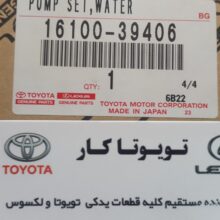 PUMP SET,WATER
BG
16100-39406
QTY:
1
4/4
6B22
TOYOTA
GENUINE PARTS
LEXUS
GENUINE PARTS
TOYOTA MOTOR CORPORATION
MADE IN JAPAN 22
تویوتا کار
TOYOTA
مستقیم کلیه قطعات یدکی تویوتا و لکسوس